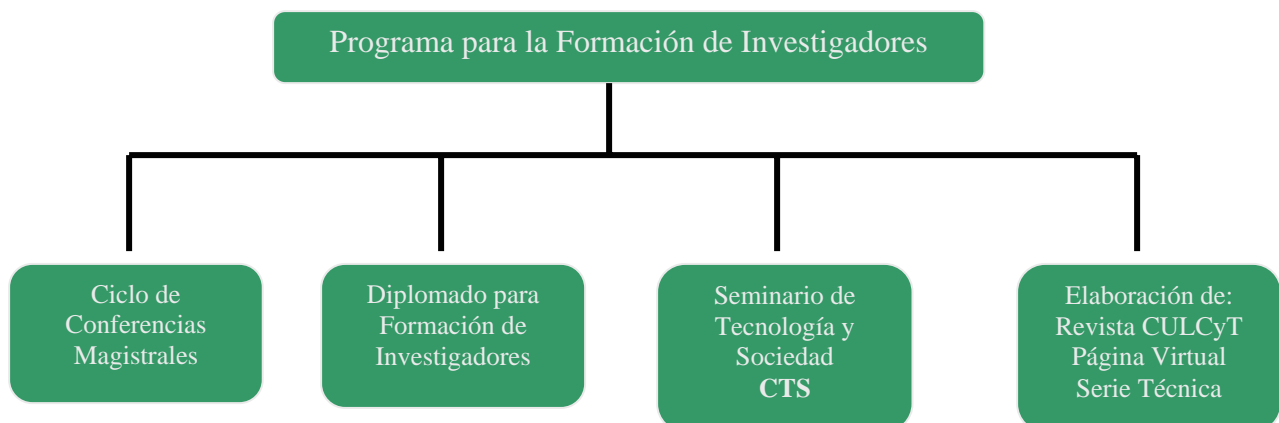 Programa para la Formación de Investigadores
Ciclo de
Conferencias
Magistrales
Diplomado para
Formación de
Investigadores
Seminario de
Tecnología y
Sociedad
CTS
Elaboración de:
Revista CULCyT
Página Virtual
Serie Técnica